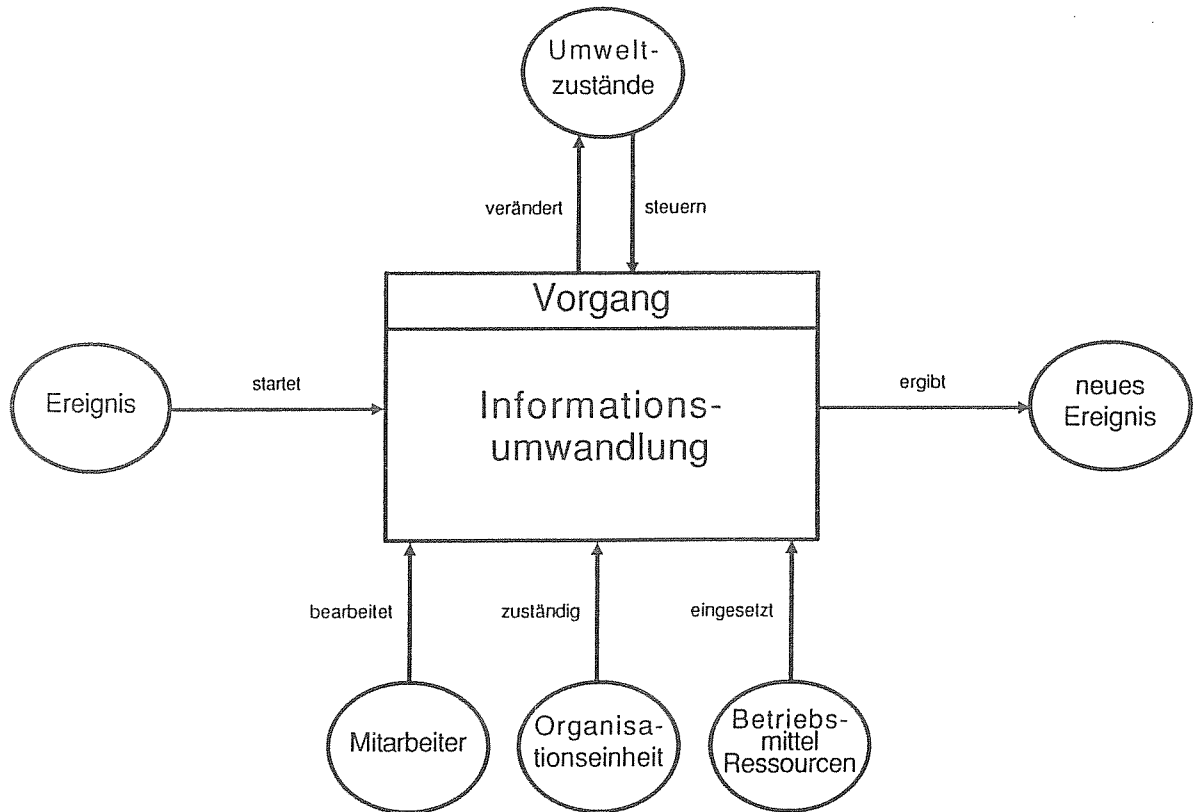 Umwelt-
zustände
verändert
steuern
Vorgang
Ereignis
startet
Informations-
umwandlung
ergibt
neues
Ereignis
bearbeitet
zuständig
eingesetzt
Mitarbeiter
Organisa-
tionseinheit
Betriebs-
mittel
Ressourcen